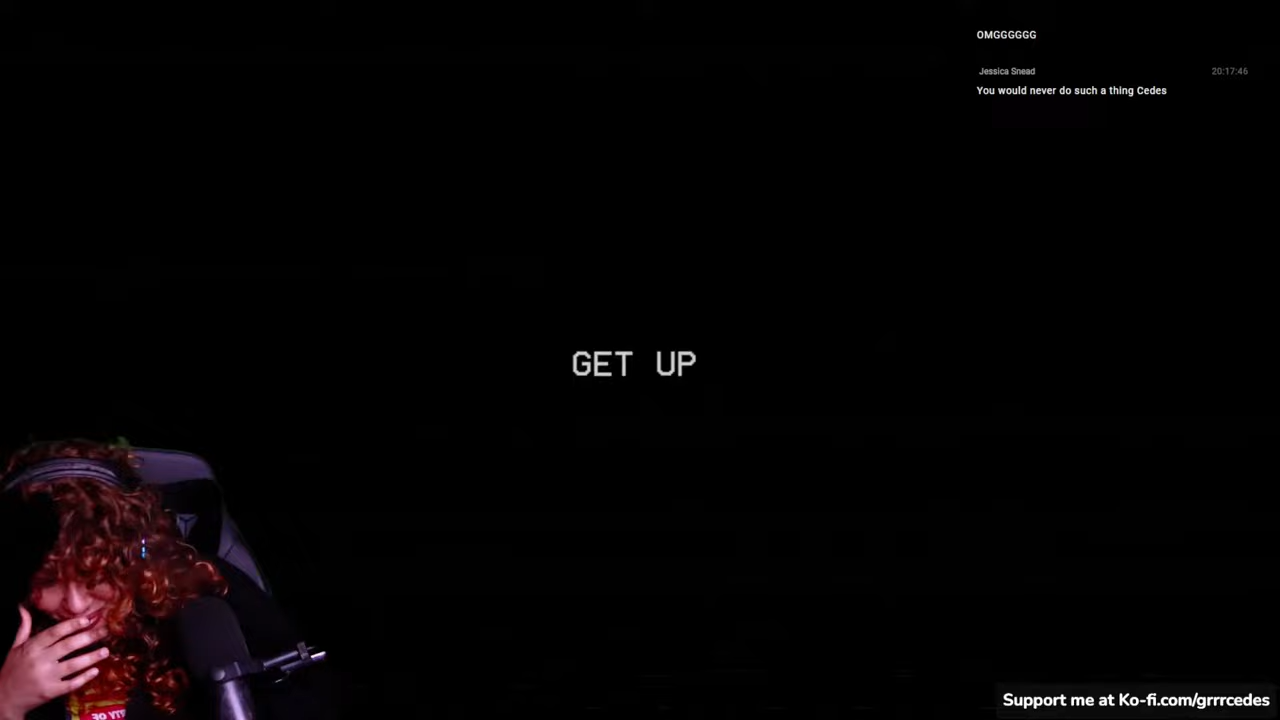 OMGGGGGG
Jessica Snead 20:17:46
You would never do such a thing Cedes
GET UP
Support me at Ko-fi.com/grrrcedes